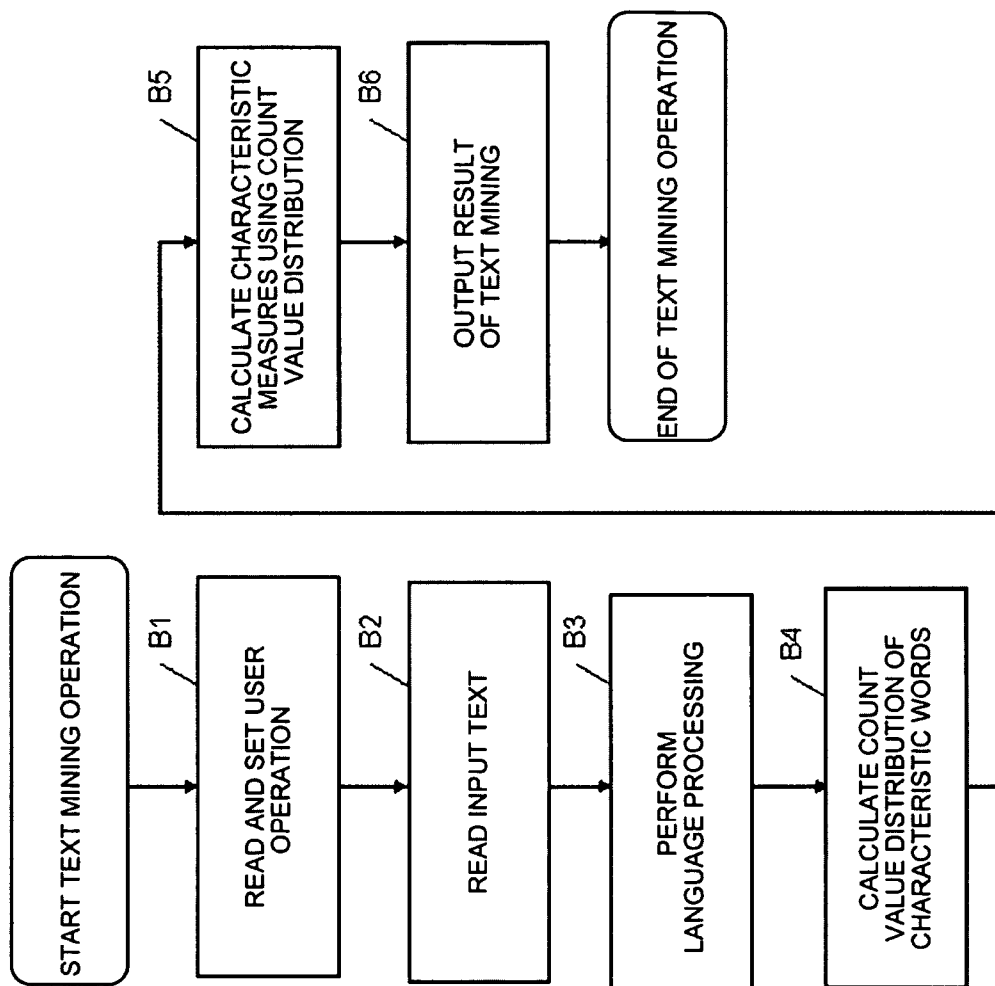 START TEXT MINING OPERATION
B1
READ AND SET USER
OPERATION
B2
READ INPUT TEXT
B3
PERFORM
LANGUAGE PROCESSING
B4
CALCULATE COUNT
VALUE DISTRIBUTION OF
CHARACTERISTIC WORDS
B5
CALCULATE CHARACTERISTIC
MEASURES USING COUNT
VALUE DISTRIBUTION
B6
OUTPUT RESULT
OF TEXT MINING
END OF TEXT MINING OPERATION